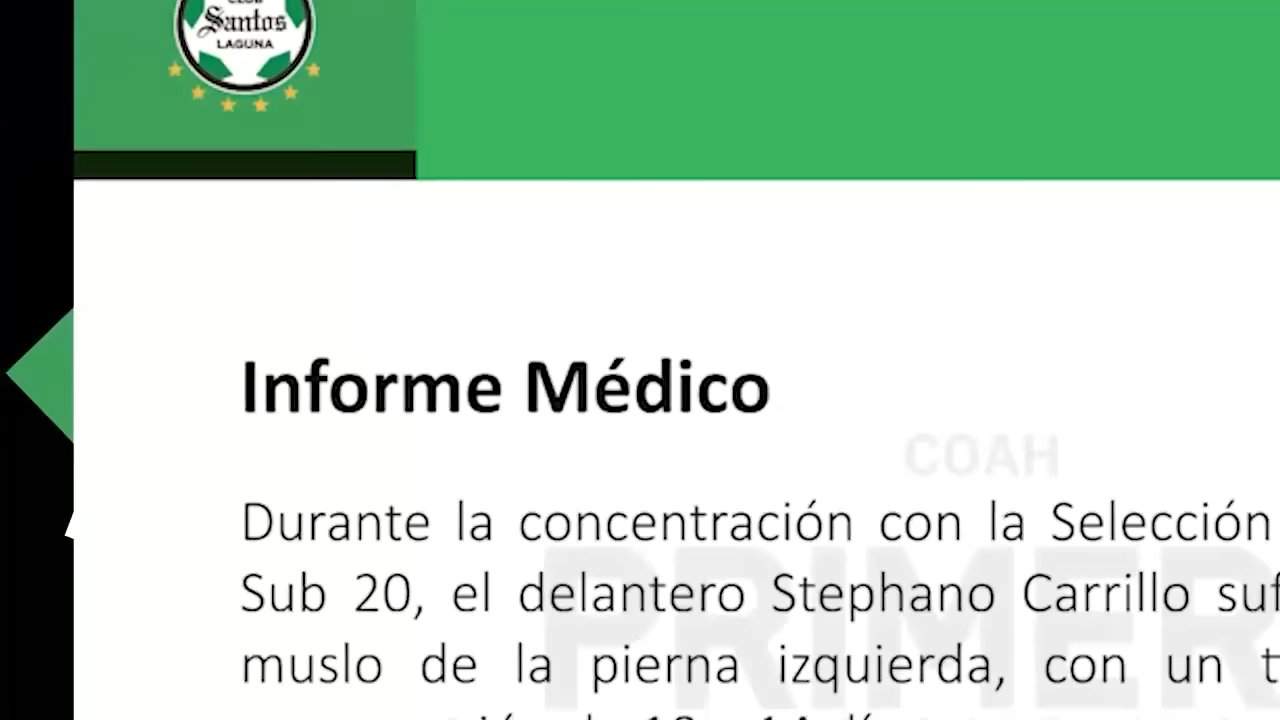 CLUB
Santos
LAGUNA
Informe Médico
COAH
Durante la concentración con la Selección
PRIMER
Sub 20, el delantero Stephano Carrillo
muslo de la pierna izquierda, con un